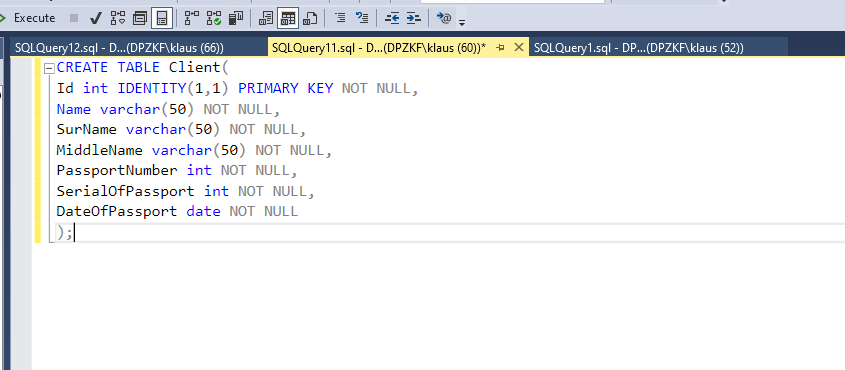 Execute
SQLQuery12.sql - D...(DPZKF\klaus (66))
SQLQuery11.sql - D...(DPZKF\klaus (60))*
SQLQuery1.sql - DP...(DPZKF\klaus (52))
CREATE TABLE Client(
Id int IDENTITY(1,1) PRIMARY KEY NOT NULL,
Name varchar(50) NOT NULL,
SurName varchar(50) NOT NULL,
MiddleName varchar(50) NOT NULL,
PassportNumber int NOT NULL,
SerialOfPassport int NOT NULL,
DateOfPassport date NOT NULL
);